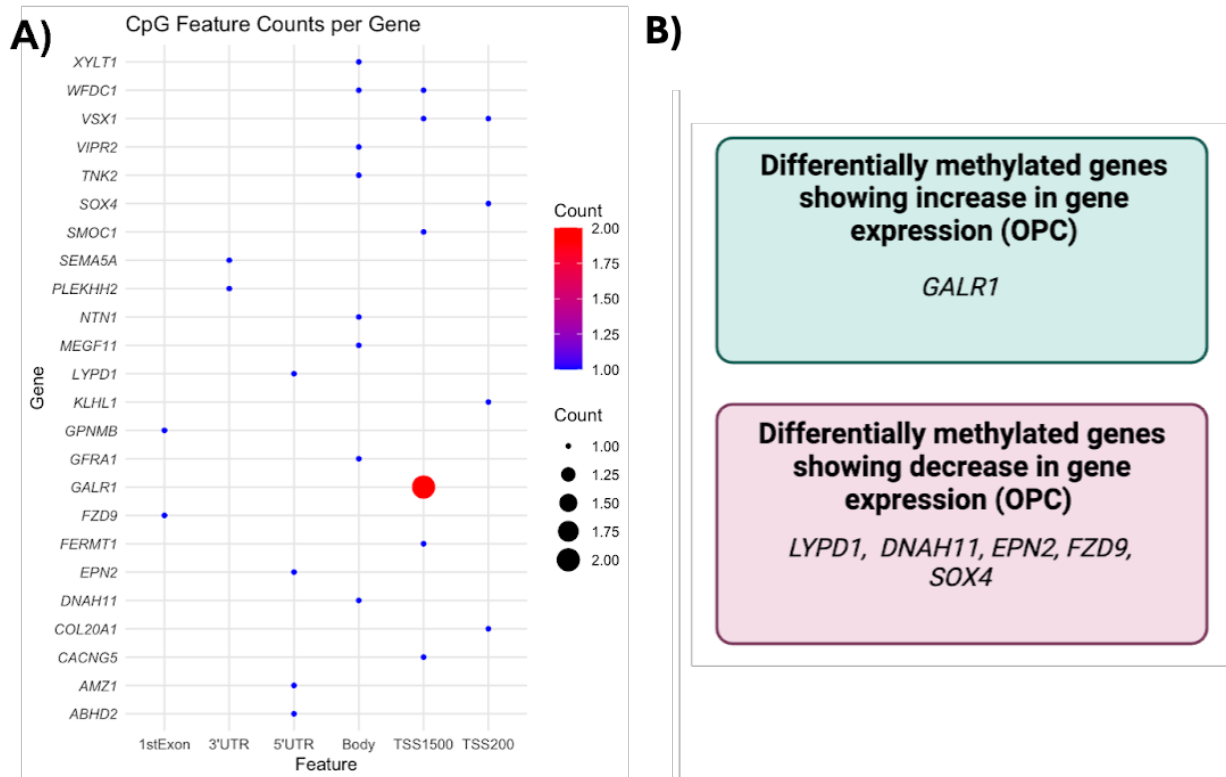 A)
CpG Feature Counts per Gene
XYLT1
WFDC1
VSX1
VIPR2
TNK2
SOX4
SMOC1
SEMA5A
PLEKHH2
NTN1
MEGF11
LYPD1
KLHL1
GPNMB
GFRA1
GALR1
FZD9
FERMT1
EPN2
DNAH11
COL20A1
CACNG5
AMZ1
ABHD2
Gene
1stExon 3'UTR 5'UTR Body TSS1500 TSS200
Feature
Count
2.00
1.75
1.50
1.25
1.00
Count
1.00
1.25
1.50
1.75
2.00
B)
Differentially methylated genes
showing increase in gene
expression (OPC)
GALR1
Differentially methylated genes
showing decrease in gene
expression (OPC)
LYPD1, DNAH11, EPN2, FZD9,
SOX4